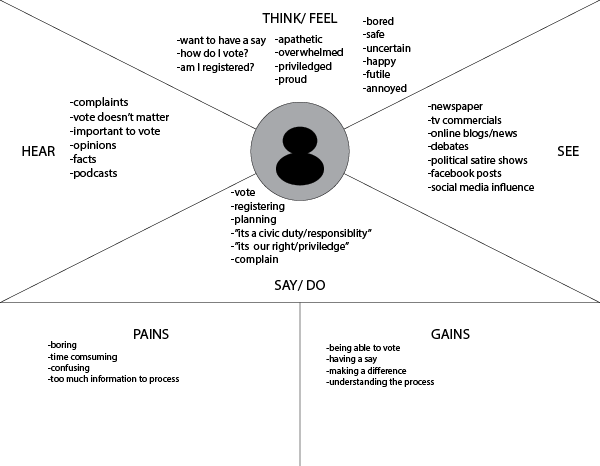 THINK/ FEEL
-want to have a say
-how do I vote?
-am I registered?
-apathetic
-overwhelmed
-priviledged
-proud
-bored
-safe
-uncertain
-happy
-futile
-annoyed
HEAR
-complaints
-vote doesn't matter
-important to vote
-opinions
-facts
-podcasts
-newspaper
-tv commercials
-online blogs/news
-debates
-political satire shows
-facebook posts
-social media influence
SEE
-vote
-registering
-planning
-"its a civic duty/responsiblity"
-"its our right/priviledge"
-complain
SAY/ DO
PAINS
-boring
-time comsuming
-confusing
-too much information to process
GAINS
-being able to vote
-having a say
-making a difference
-understanding the process